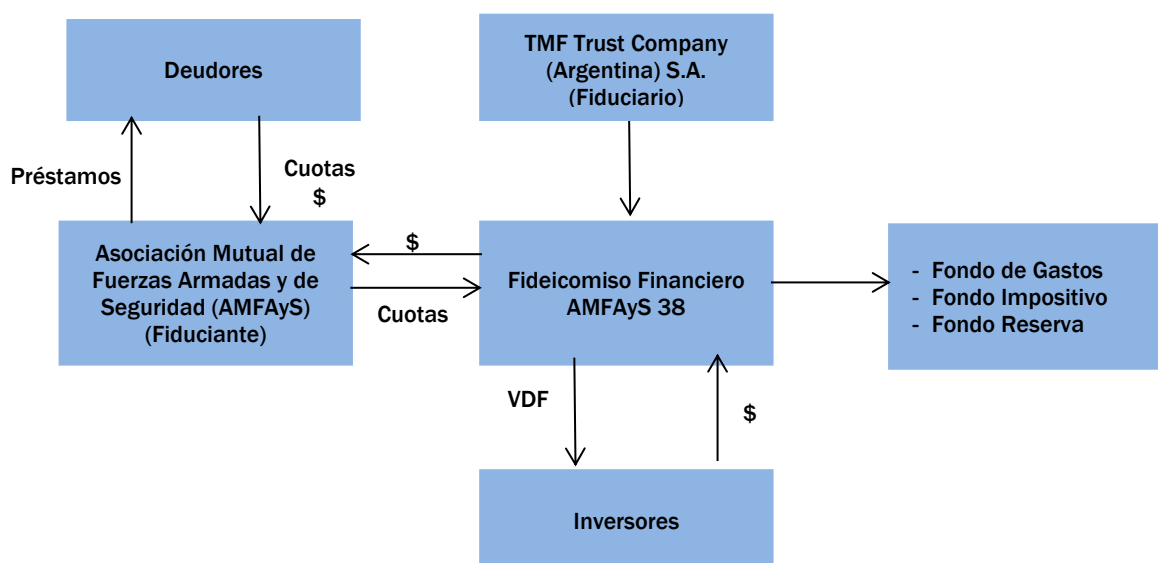 Deudores
TMF Trust Company
(Argentina) S.A.
(Fiduciario)
Préstamos
Cuotas
$
Asociación Mutual de
Fuerzas Armadas y de
Seguridad (AMFAyS)
(Fiduciante)
$
Cuotas
Fideicomiso Financiero
AMFAyS 38
- Fondo de Gastos
- Fondo Impositivo
- Fondo Reserva
VDF
$
Inversores